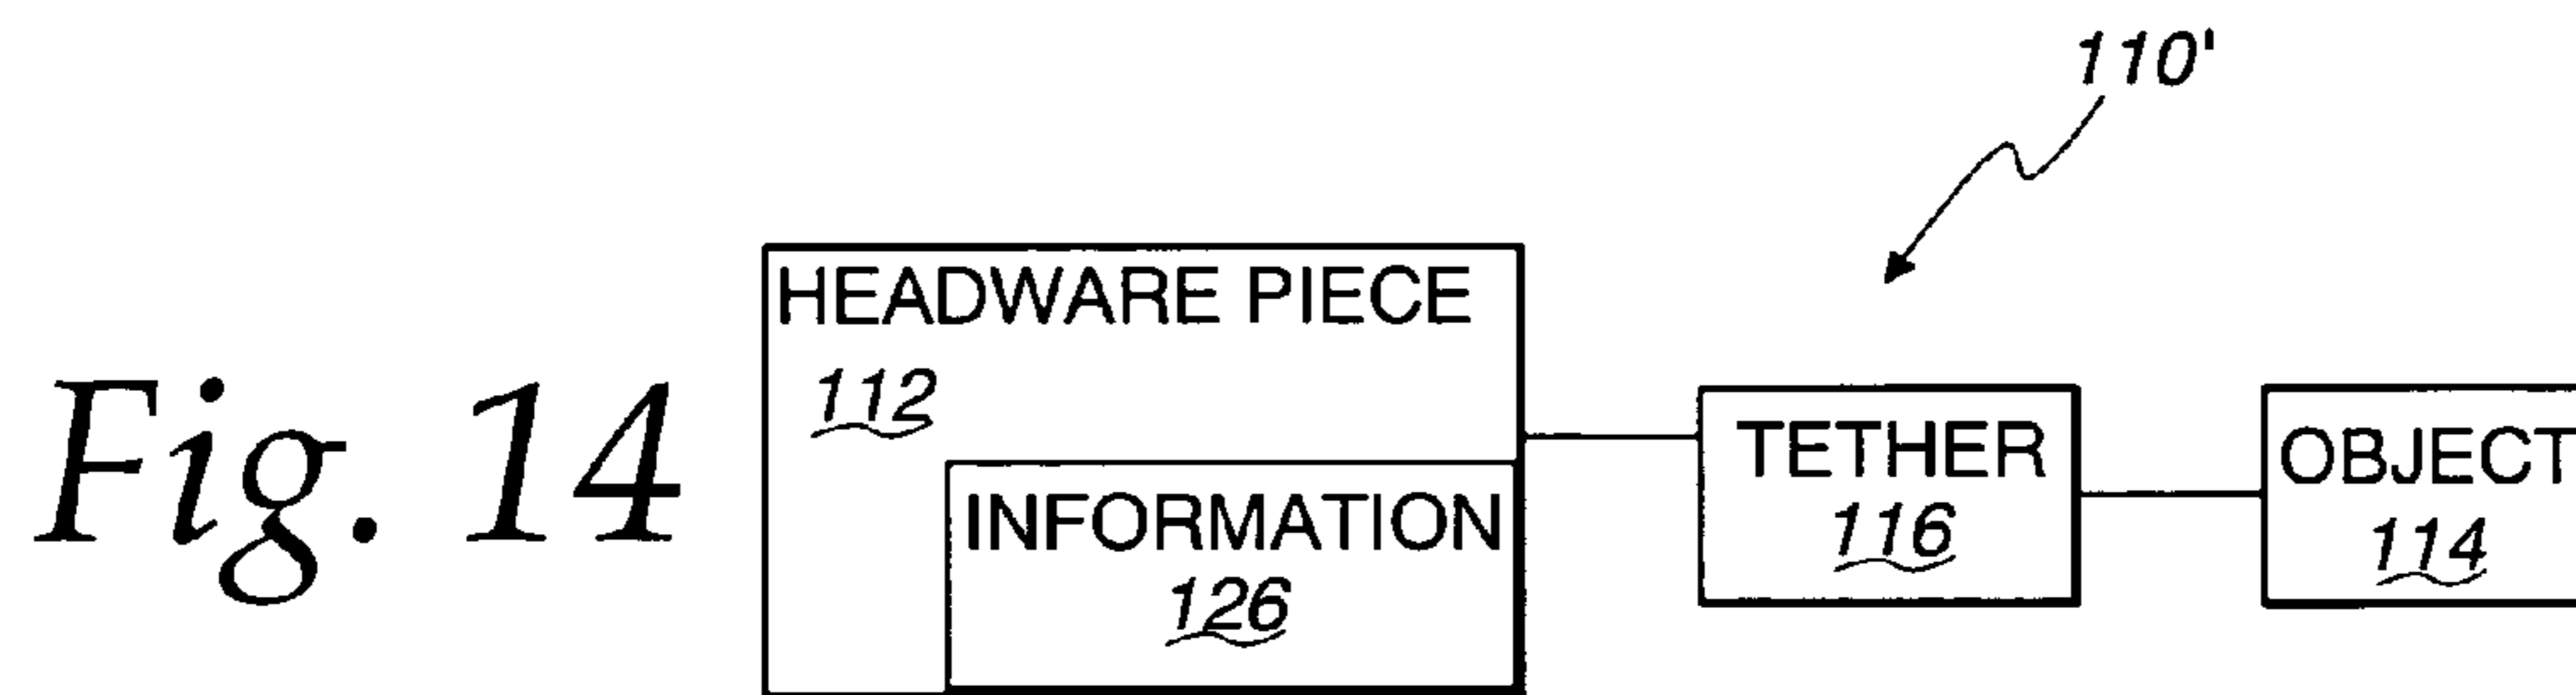 110'
HEADWARE PIECE
112
Fig. 14
TETHER
OBJECT
INFORMATION
116
114
126